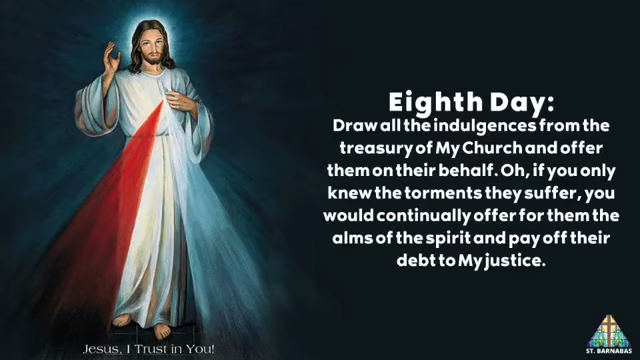 Eighth Day:
Draw all the indulgences from the
treasury of My Church and offer
them on their behalf. Oh, if you only
knew the torments they suffer, you
would continually offer for them the
alms of the spirit and pay off their
debt to My justice.
Jesus, I Trust in You!
ST. BARNABAS